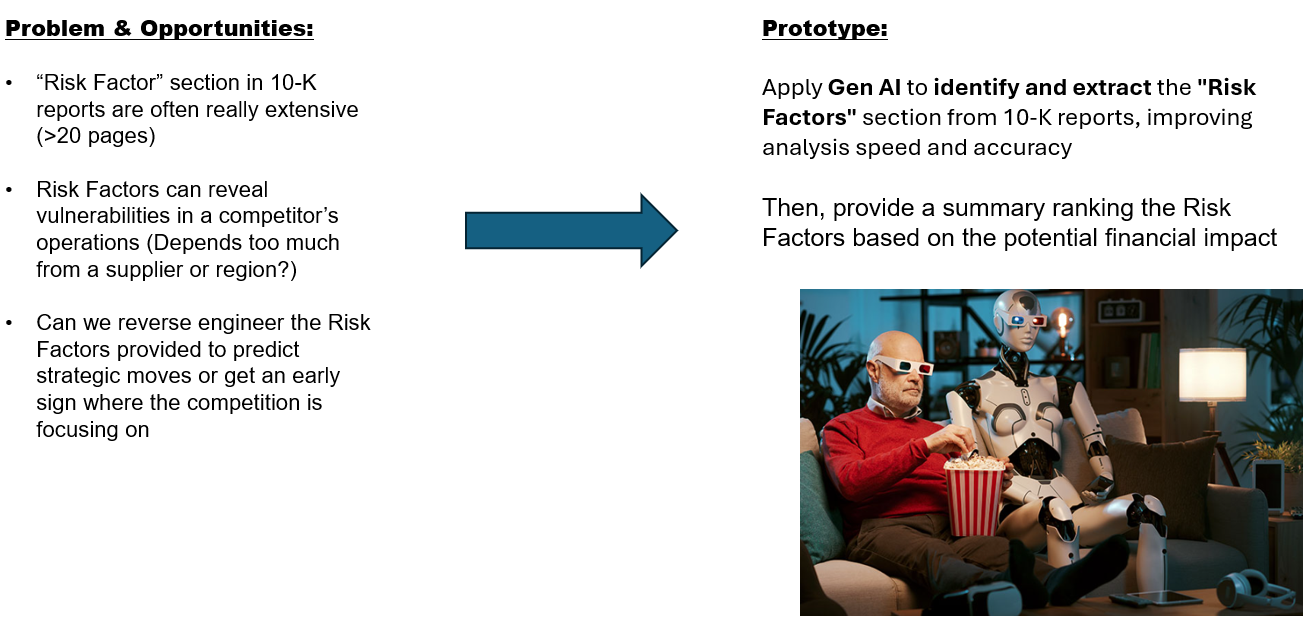 Problem & Opportunities:
• “Risk Factor” section in 10-K
reports are often really extensive
(>20 pages)
• Risk Factors can reveal
vulnerabilities in a competitor’s
operations (Depends too much
from a supplier or region?)
• Can we reverse engineer the Risk
Factors provided to predict
strategic moves or get an early
sign where the competition is
focusing on
Prototype:
Apply Gen AI to identify and extract the "Risk
Factors" section from 10-K reports, improving
analysis speed and accuracy
Then, provide a summary ranking the Risk
Factors based on the potential financial impact